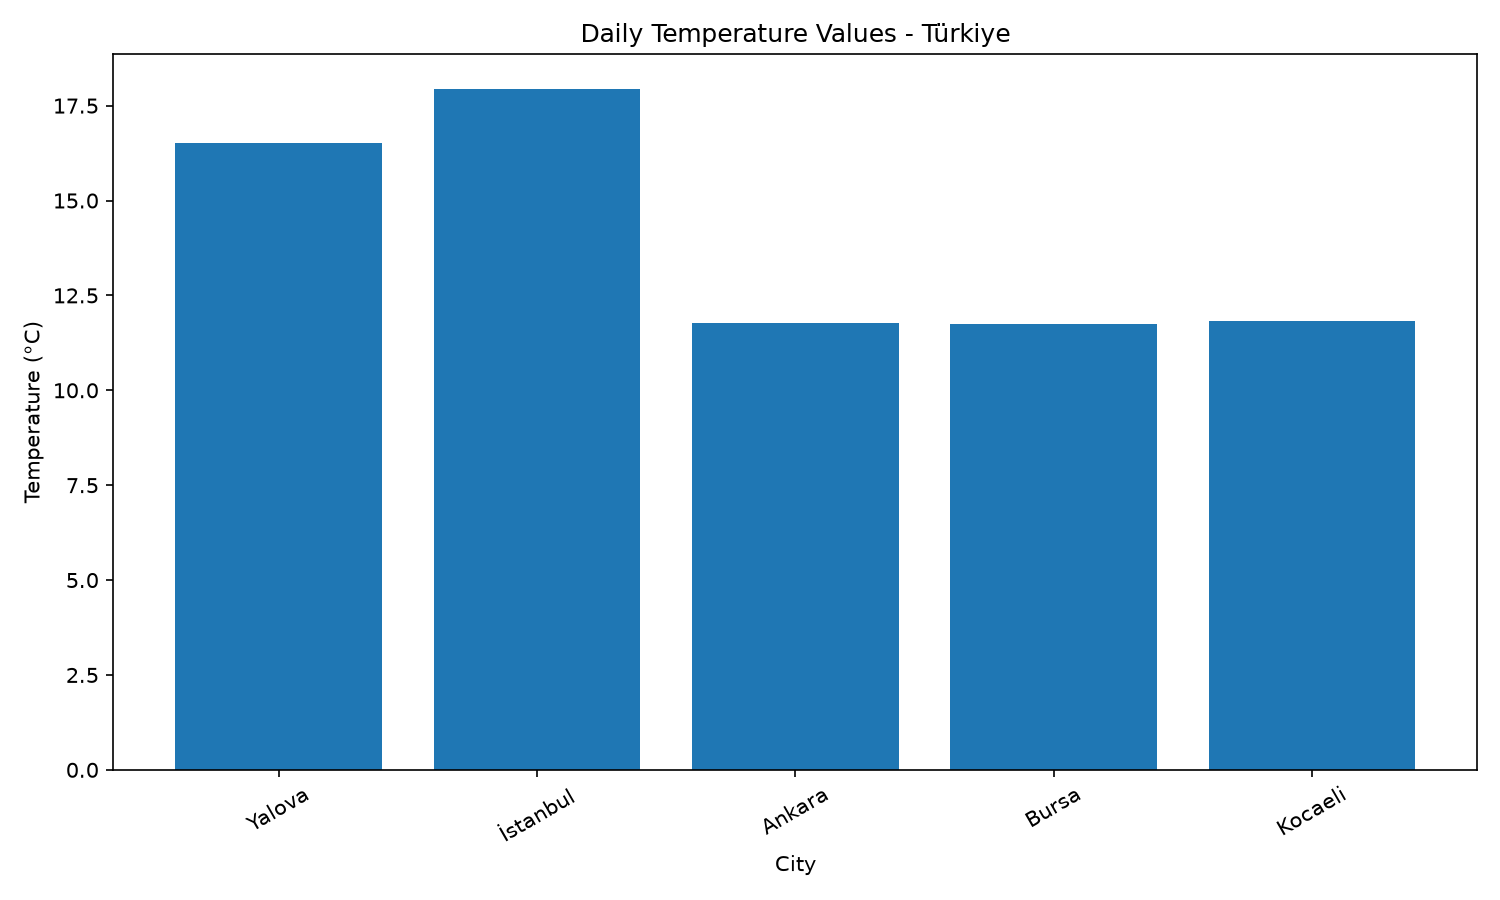 Daily Temperature Values - Türkiye
Temperature (°C)
17.5
15.0
12.5
10.0
7.5
5.0
2.5
0.0
Yalova
İstanbul
Ankara
Bursa
Kocaeli
City